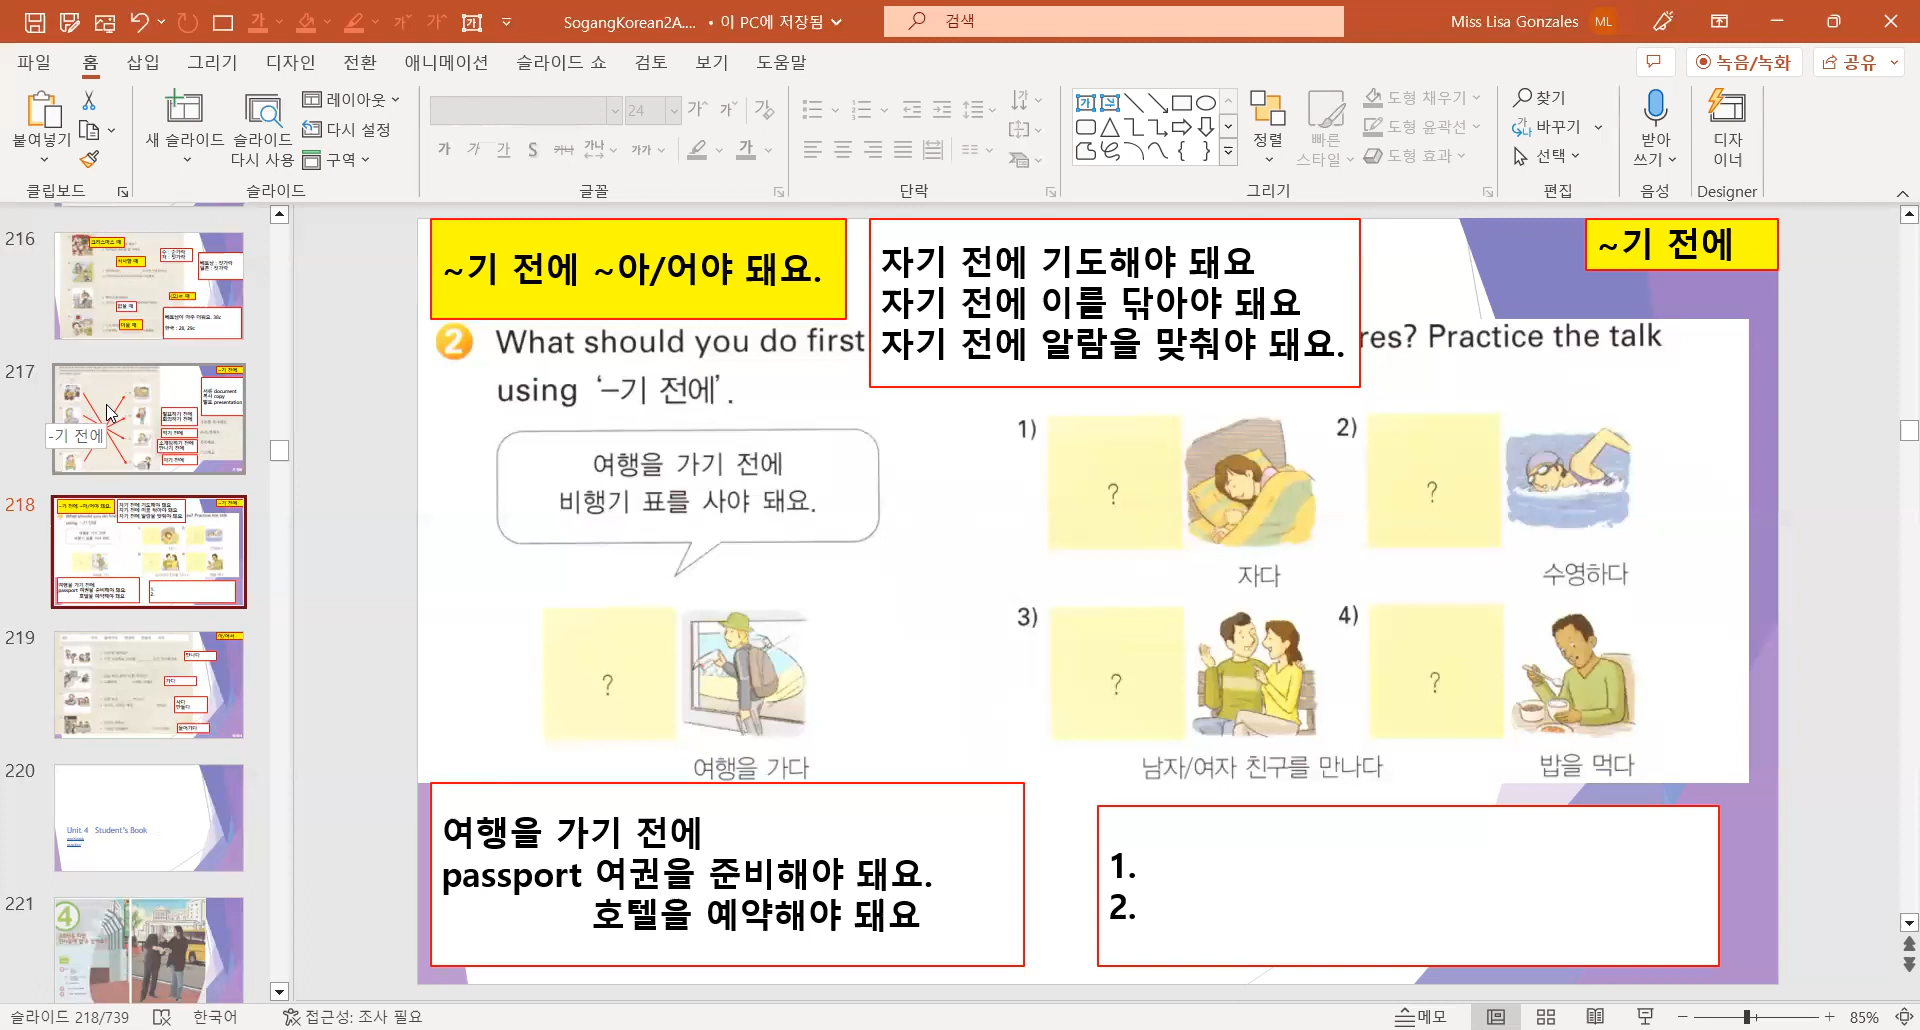 SogangKorean2A.... • 이 PC에 저장됨
검색
Miss Lisa Gonzales ML
파일 홈 삽입 그리기 디자인 전환 애니메이션 슬라이드 쇼 검토 보기 도움말
녹음/녹화 공유
붙여넣기
새 슬라이드
슬라이드 다시 사용
레이아웃
다시 설정
구역
24
정렬
빠른 스타일
도형 채우기
도형 윤곽선
도형 효과
찾기
바꾸기
선택
받아쓰기
디자이너
클립보드 슬라이드 글꼴 단락 그리기 편집 음성 Designer
216
217
-기 전에
218
219
220
Unit 4 Student's Book
221
~기 전에 ~아/어야 돼요.
자기 전에 기도해야 돼요
자기 전에 이를 닦아야 돼요
자기 전에 알람을 맞춰야 돼요.
~기 전에
2 What should you do first
res? Practice the talk
using '–기 전에'.
여행을 가기 전에
비행기 표를 사야 돼요.
?
여행을 가다
1) ?
자다
2) ?
수영하다
3) ?
남자/여자 친구를 만나다
4) ?
밥을 먹다
여행을 가기 전에
passport 여권을 준비해야 돼요.
호텔을 예약해야 돼요
1.
2.
슬라이드 218/739 한국어 접근성: 조사 필요
메모
85%